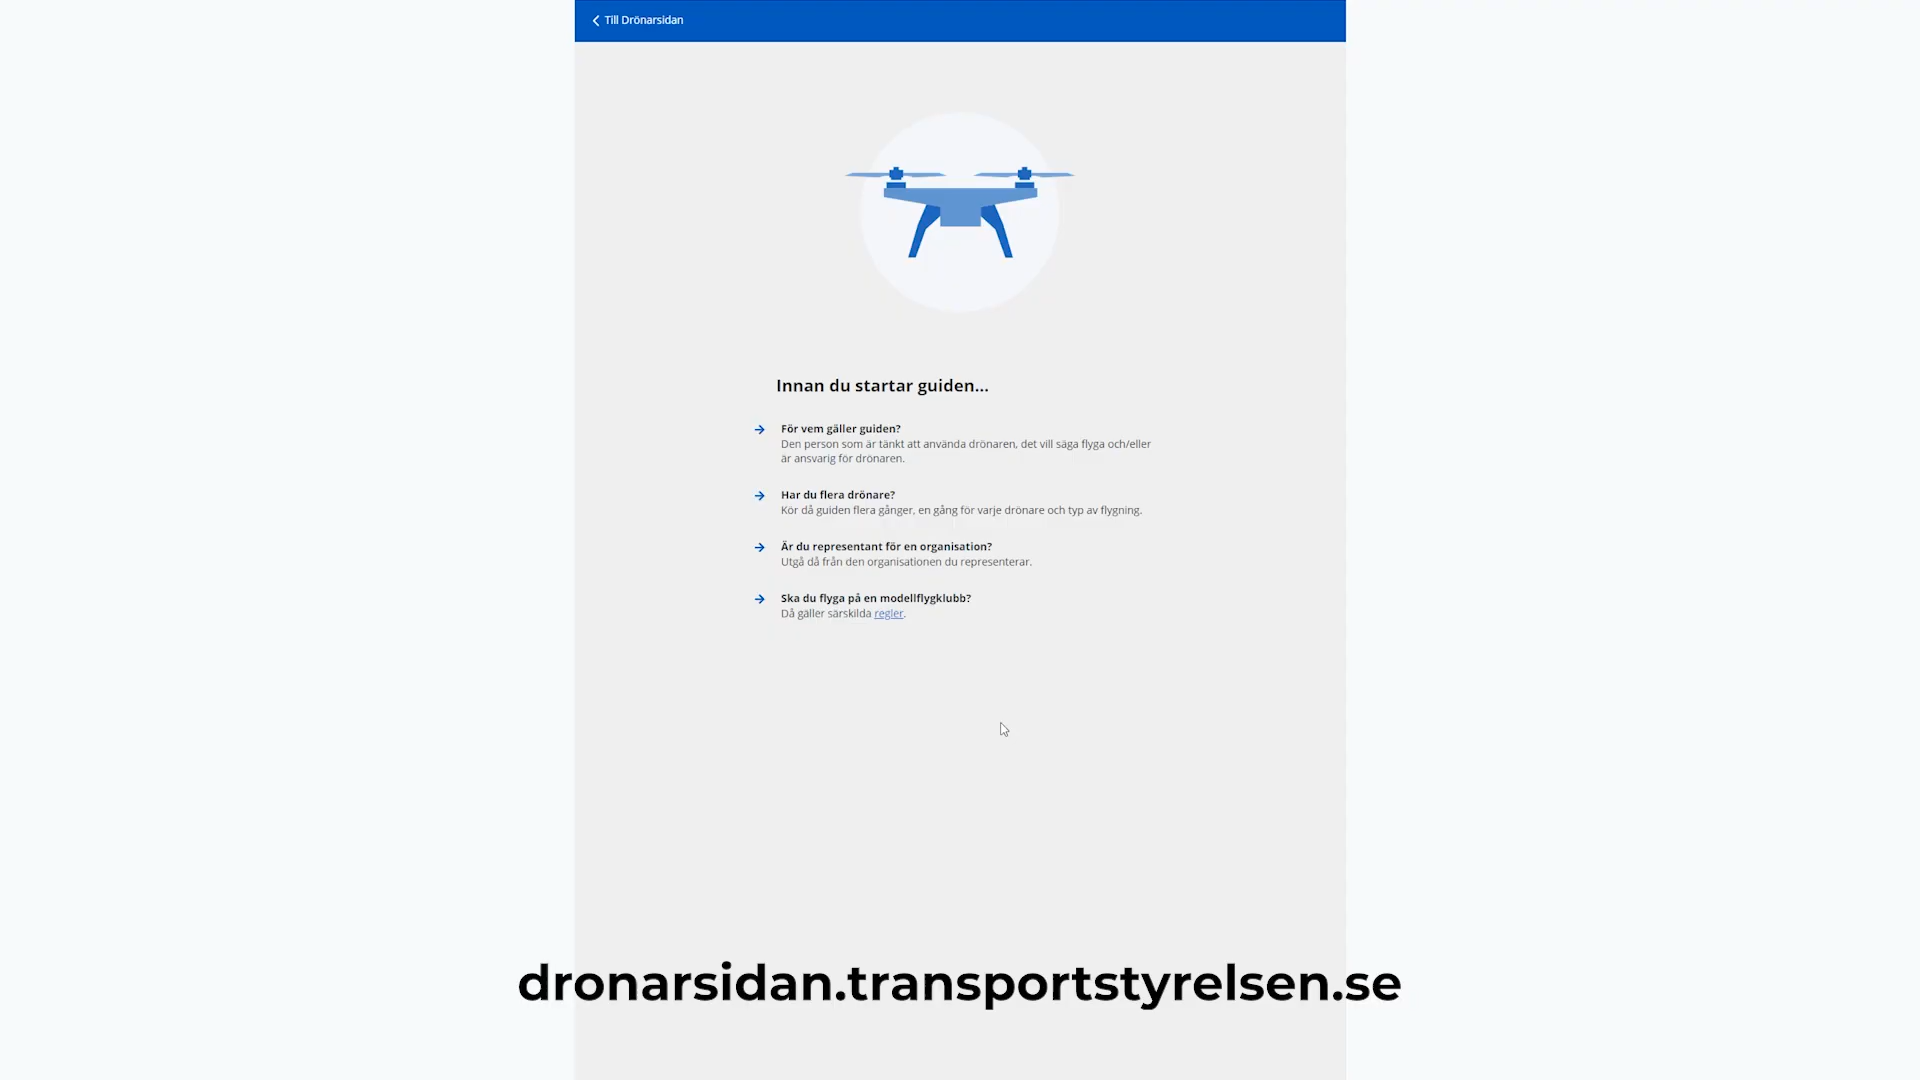 Till Drönarsidan
Innan du startar guiden...
För vem gäller guiden?
Den person som är tänkt att använda drönaren, det vill säga flyga och/eller
är ansvarig för drönaren.
Har du flera drönare?
Kör då guiden flera gånger, en gång för varje drönare och typ av flygning.
Är du representant för en organisation?
Utgå då från den organisationen du representerar.
Ska du flyga på en modellflygklubb?
Då gäller särskilda regler.
dronarsidan.transportstyrelsen.se